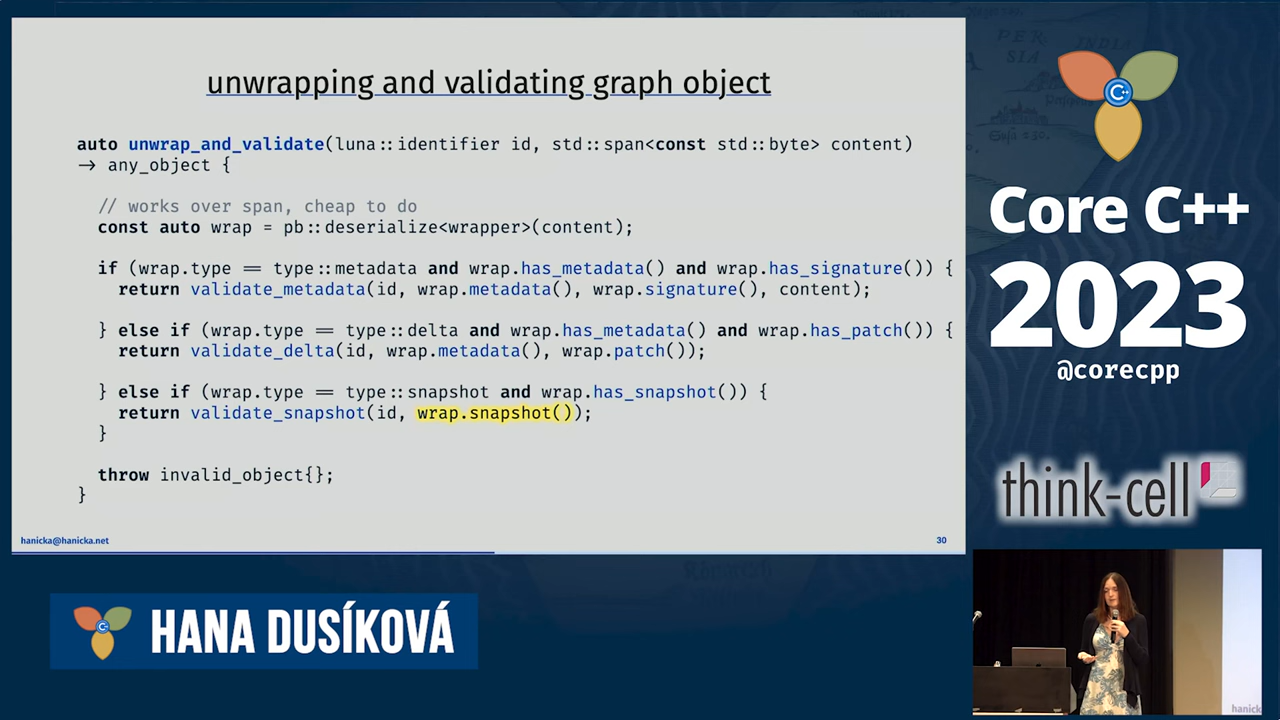 unwrapping and validating graph object
auto unwrap_and_validate(luna::identifier id, std::span<const std::byte> content)
→ any_object {
// works over span, cheap to do
const auto wrap = pb::deserialize<wrapper>(content);
if (wrap.type == type::metadata and wrap.has_metadata() and wrap.has_signature()) {
return validate_metadata(id, wrap.metadata(), wrap.signature(), content);
} else if (wrap.type == type::delta and wrap.has_metadata() and wrap.has_patch()) {
return validate_delta(id, wrap.metadata(), wrap.patch());
} else if (wrap.type == type::snapshot and wrap.has_snapshot()) {
return validate_snapshot(id, wrap.snapshot());
}
throw invalid_object{};
}
hanicka@hanicka.net
30
C++
Core C++
2023
@corecpp
think-cell
C++
HANA DUSÍKOVÁ
hanick